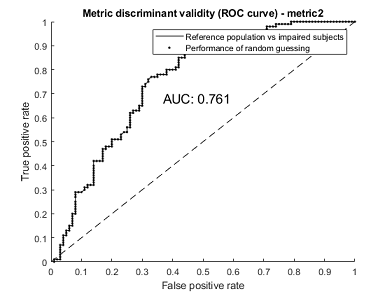 Metric discriminant validity (ROC curve) - metric2
1
0.9
0.8
0.7
0.6
0.5
0.4
0.3
0.2
0.1
0
True positive rate
Reference population vs impaired subjects
Performance of random guessing
AUC: 0.761
0 0.1 0.2 0.3 0.4 0.5 0.6 0.7 0.8 0.9 1
False positive rate